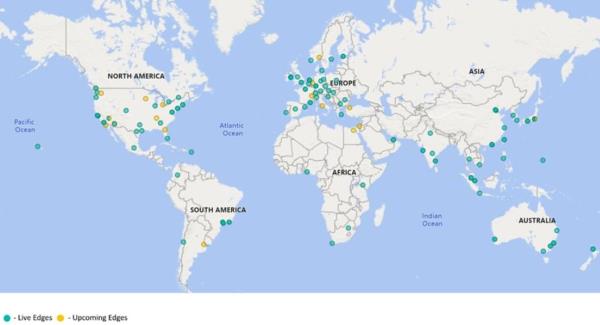 NORTH AMERICA
EUROPE
ASIA
Pacific
Ocean
Atlantic
Ocean
AFRICA
SOUTH AMERICA
Indian
Ocean
AUSTRALIA
- Live Edges - Upcoming Edges